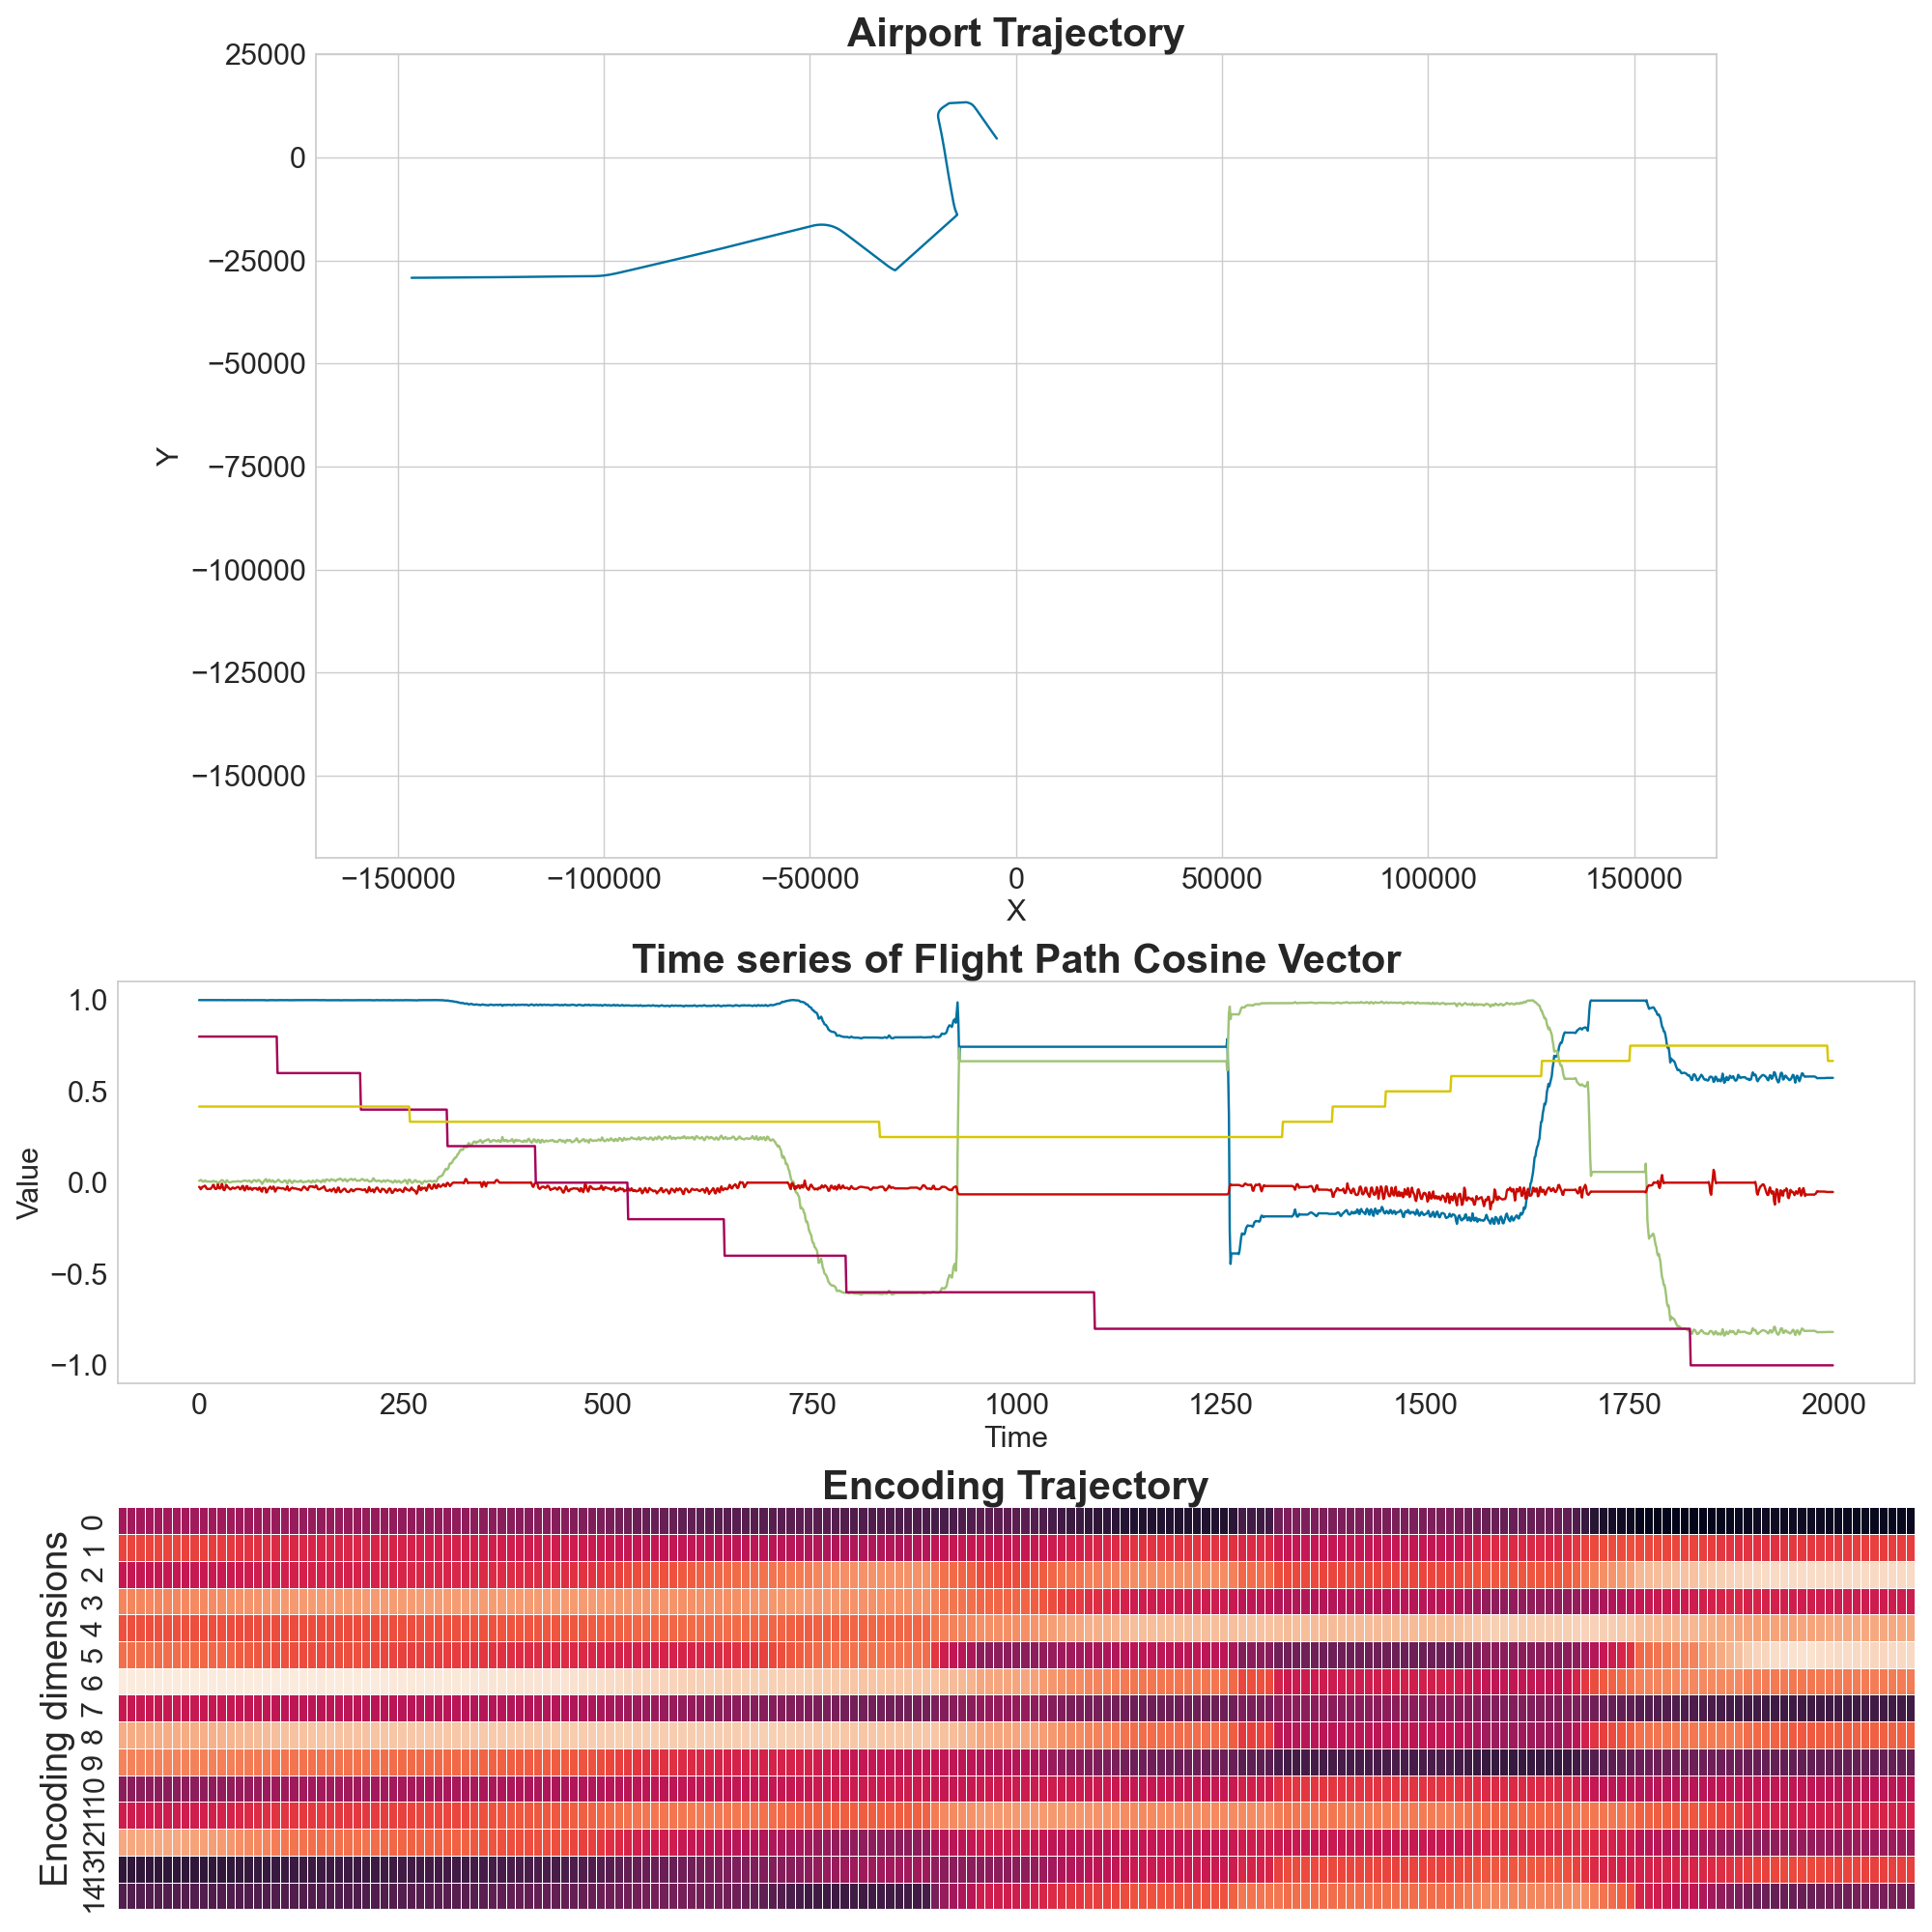 Airport Trajectory
25000
0
−25000
−50000
−75000
−100000
−125000
−150000
Y
−150000 −100000 −50000 0 50000 100000 150000
X
Time series of Flight Path Cosine Vector
1.0
0.5
0.0
−0.5
−1.0
Value
0 250 500 750 1000 1250 1500 1750 2000
Time
Encoding Trajectory
Encoding dimensions
0
1
2
3
4
5
6
7
8
9
10
11
12
13
14